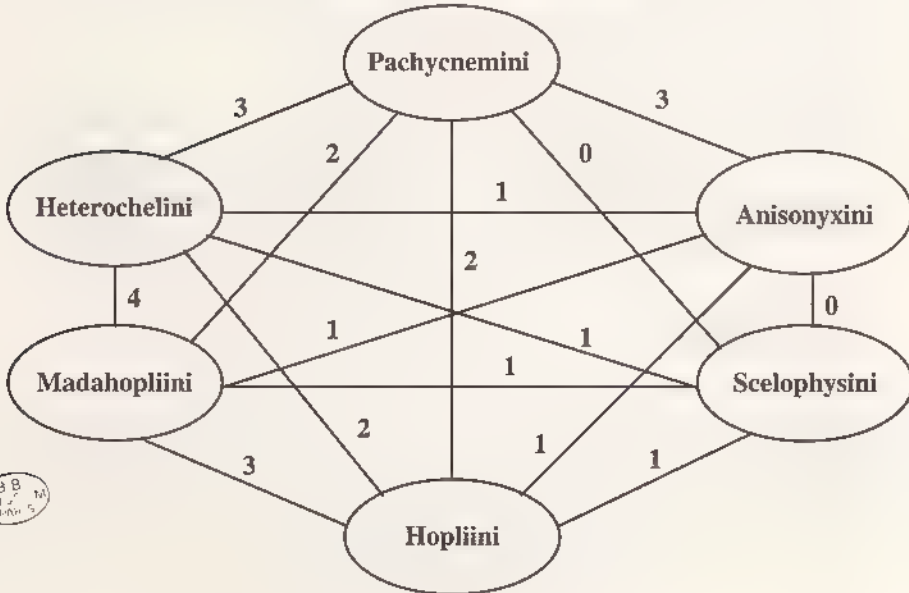 Pachycnemini
3
3
2
0
Heterochelini
1
Anisonyxini
2
4
0
1
1
Madahopliini
1
Scelophysini
2
1
1
3
Hopliini